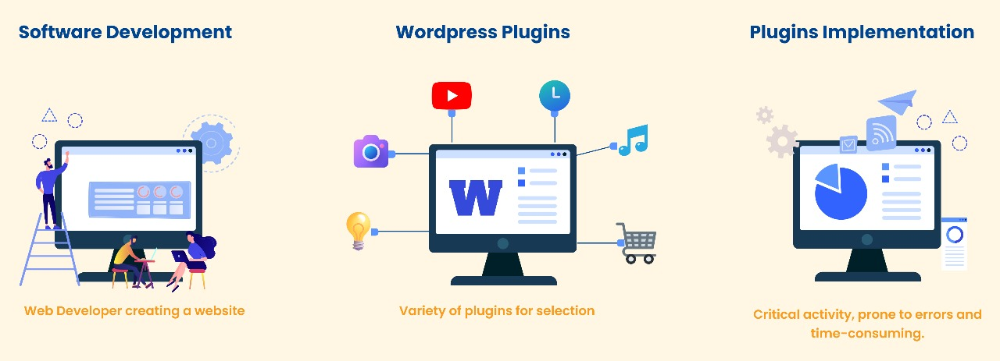 Software Development
Wordpress Plugins
Plugins Implementation
W
Web Developer creating a website
Variety of plugins for selection
Critical activity, prone to errors and
time-consuming.